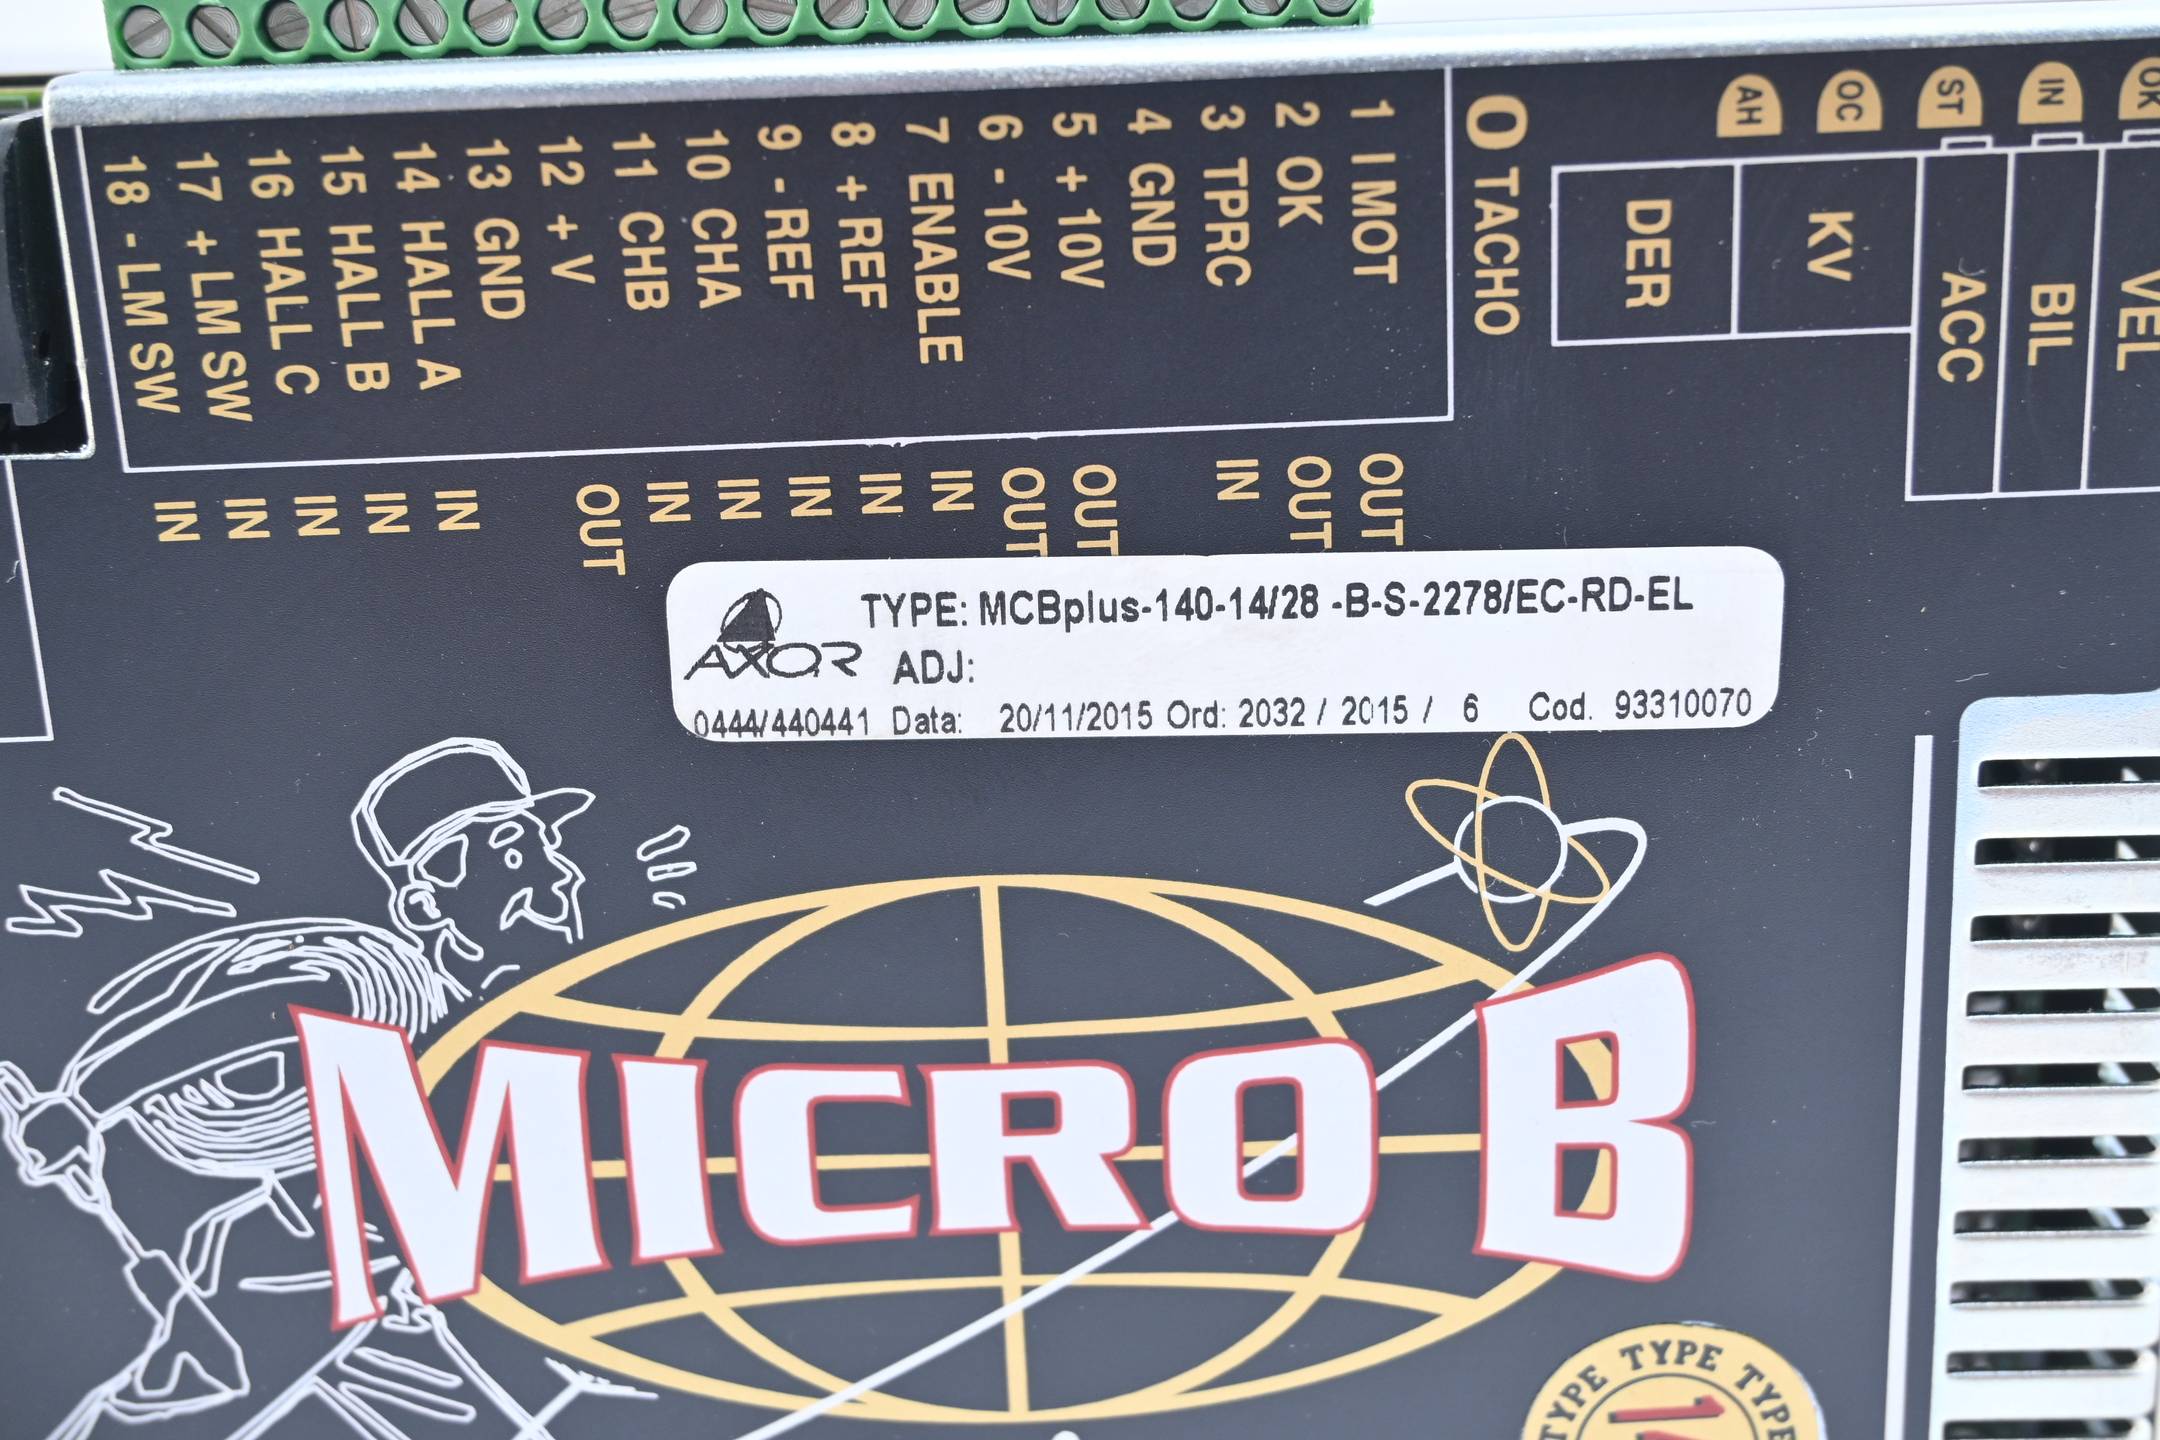 18 - LM SW
17 + LM SW
16 HALL C
15 HALL B
14 HALL A
13 GND
12 + V
11 CHB
10 CHA
9 - REF
8 + REF
7 ENABLE
6 - 10V
5 + 10V
4 GND
3 TPRC
2 OK
1 I MOT
O TACHO
AH
OC
ST
IN
OK
DER
KV
ACC
BIL
VEL
IN
IN
IN
IN
IN
OUT
IN
IN
IN
IN
IN
OUT
OUT
IN
OUT
OUT
AXOR
TYPE: MCBplus-140-14/28 -B-S-2278/EC-RD-EL
ADJ:
0444/440441 Data: 20/11/2015 Ord: 2032 / 2015 / 6 Cod. 93310070
MICRO B
TYPE TYPE TYPE TYPE